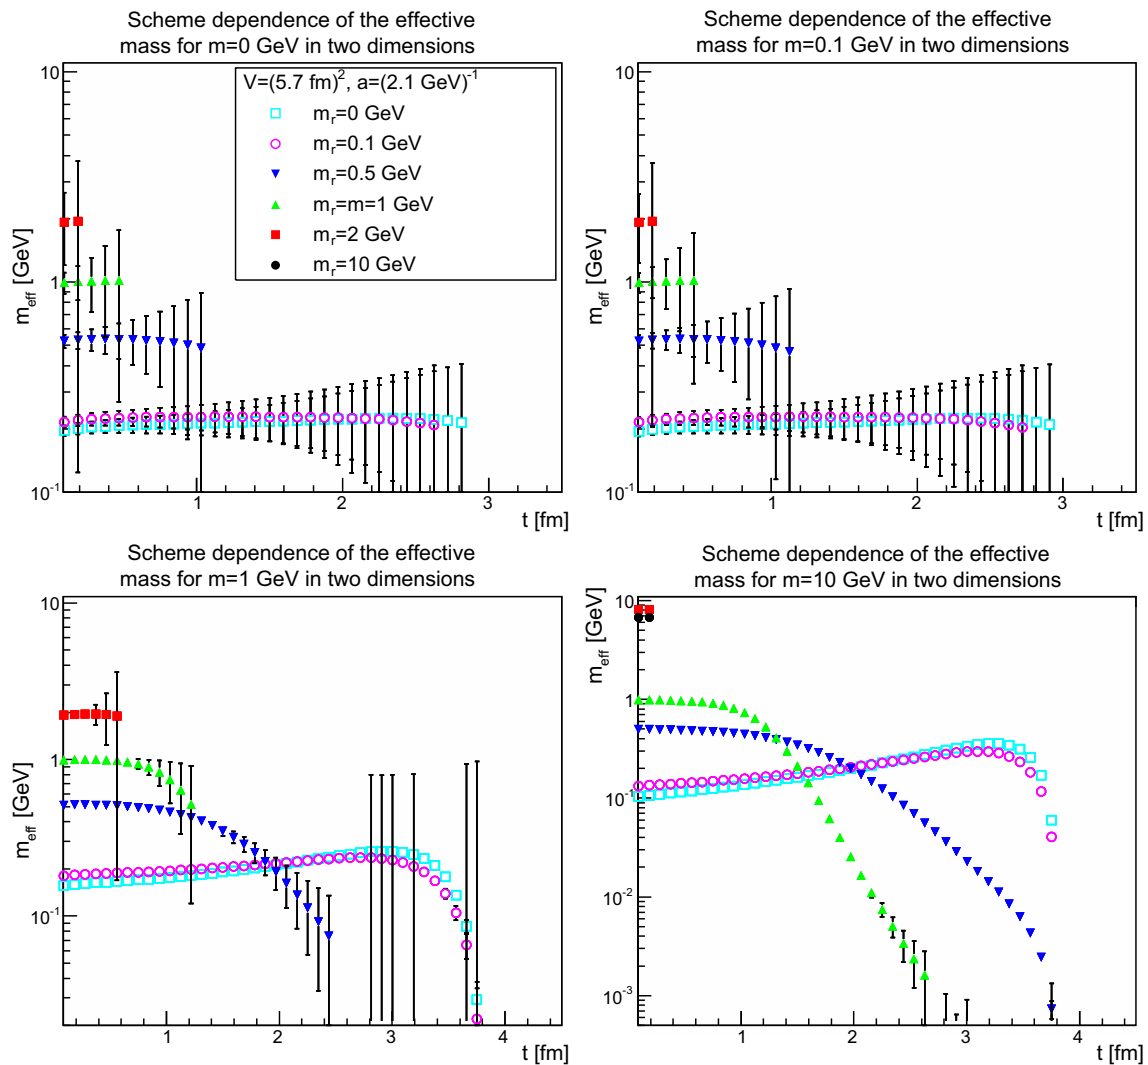 Scheme dependence of the effective
mass for m=0 GeV in two dimensions
m_eff [GeV]
10
1
10^-1
V=(5.7 fm)^2, a=(2.1 GeV)^-1
m_r=0 GeV
m_r=0.1 GeV
m_r=0.5 GeV
m_r=m=1 GeV
m_r=2 GeV
m_r=10 GeV
1 2 3
t [fm]
Scheme dependence of the effective
mass for m=0.1 GeV in two dimensions
m_eff [GeV]
10
1
10^-1
1 2 3
t [fm]
Scheme dependence of the effective
mass for m=1 GeV in two dimensions
m_eff [GeV]
10
1
10^-1
1 2 3 4
t [fm]
Scheme dependence of the effective
mass for m=10 GeV in two dimensions
m_eff [GeV]
10
1
10^-1
10^-2
10^-3
1 2 3 4
t [fm]